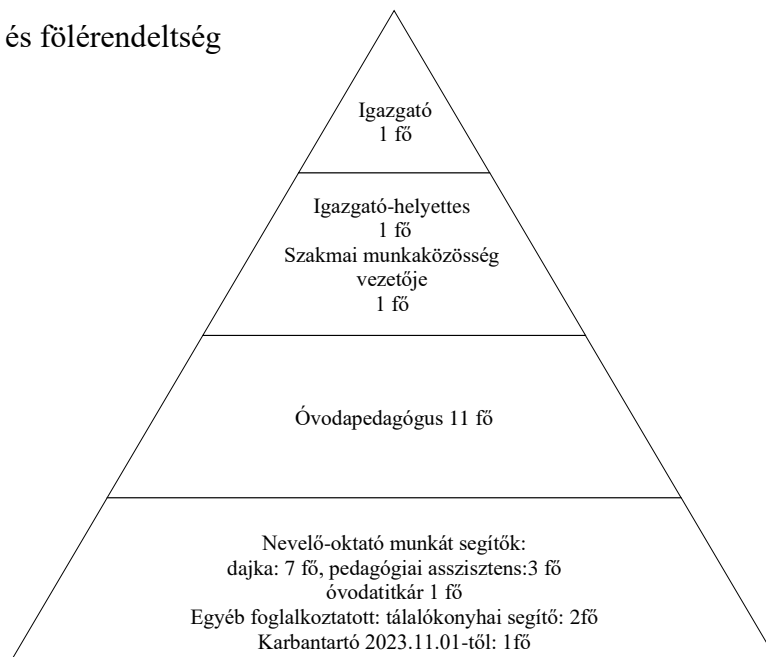 és fölérendeltség
Igazgató
1 fő
Igazgató-helyettes
1 fő
Szakmai munkaközösség
vezetője
1 fő
Óvodapedagógus 11 fő
Nevelő-oktató munkát segítők:
dajka: 7 fő, pedagógiai asszisztens:3 fő
óvodatitkár 1 fő
Egyéb foglalkoztatott: tálalókonyhai segítő: 2fő
Karbantartó 2023.11.01-től: 1fő